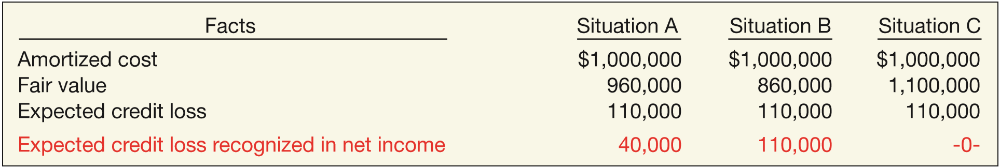 Facts Situation A Situation B Situation C
Amortized cost $1,000,000 $1,000,000 $1,000,000
Fair value 960,000 860,000 1,100,000
Expected credit loss 110,000 110,000 110,000
Expected credit loss recognized in net income 40,000 110,000 -0-